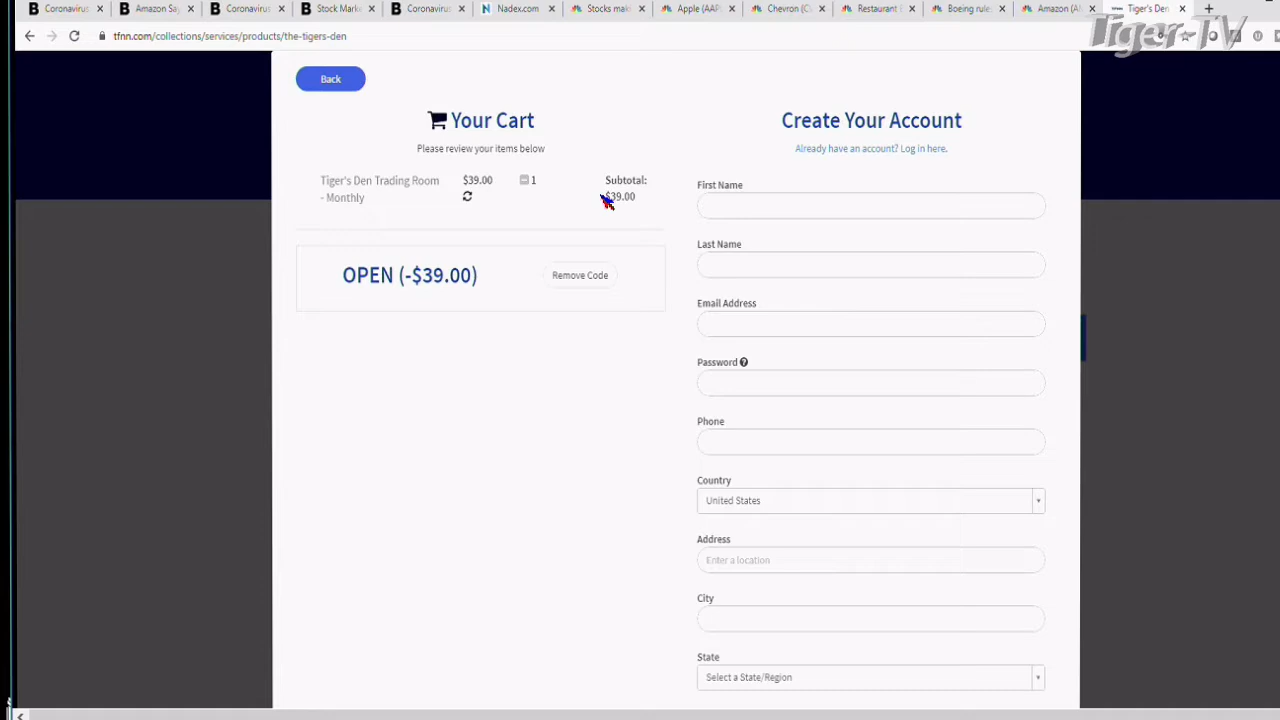 Coronavirus
Amazon Sa
Coronavirus
Stock Marke
Coronavirus
Nadex.com
Stocks mak
Apple (AAP
Chevron (C
Restaurant
Boeing rule
Amazon (A
Tiger's Den
Tiger-TV
tfnn.com/collections/services/products/the-tigers-den
Back
Your Cart
Please review your items below
Tiger's Den Trading Room $39.00 1 Subtotal:
- Monthly $39.00
OPEN (-$39.00) Remove Code
Create Your Account
Already have an account? Log in here.
First Name
Last Name
Email Address
Password
Phone
Country
United States
Address
Enter a location
City
State
Select a State/Region